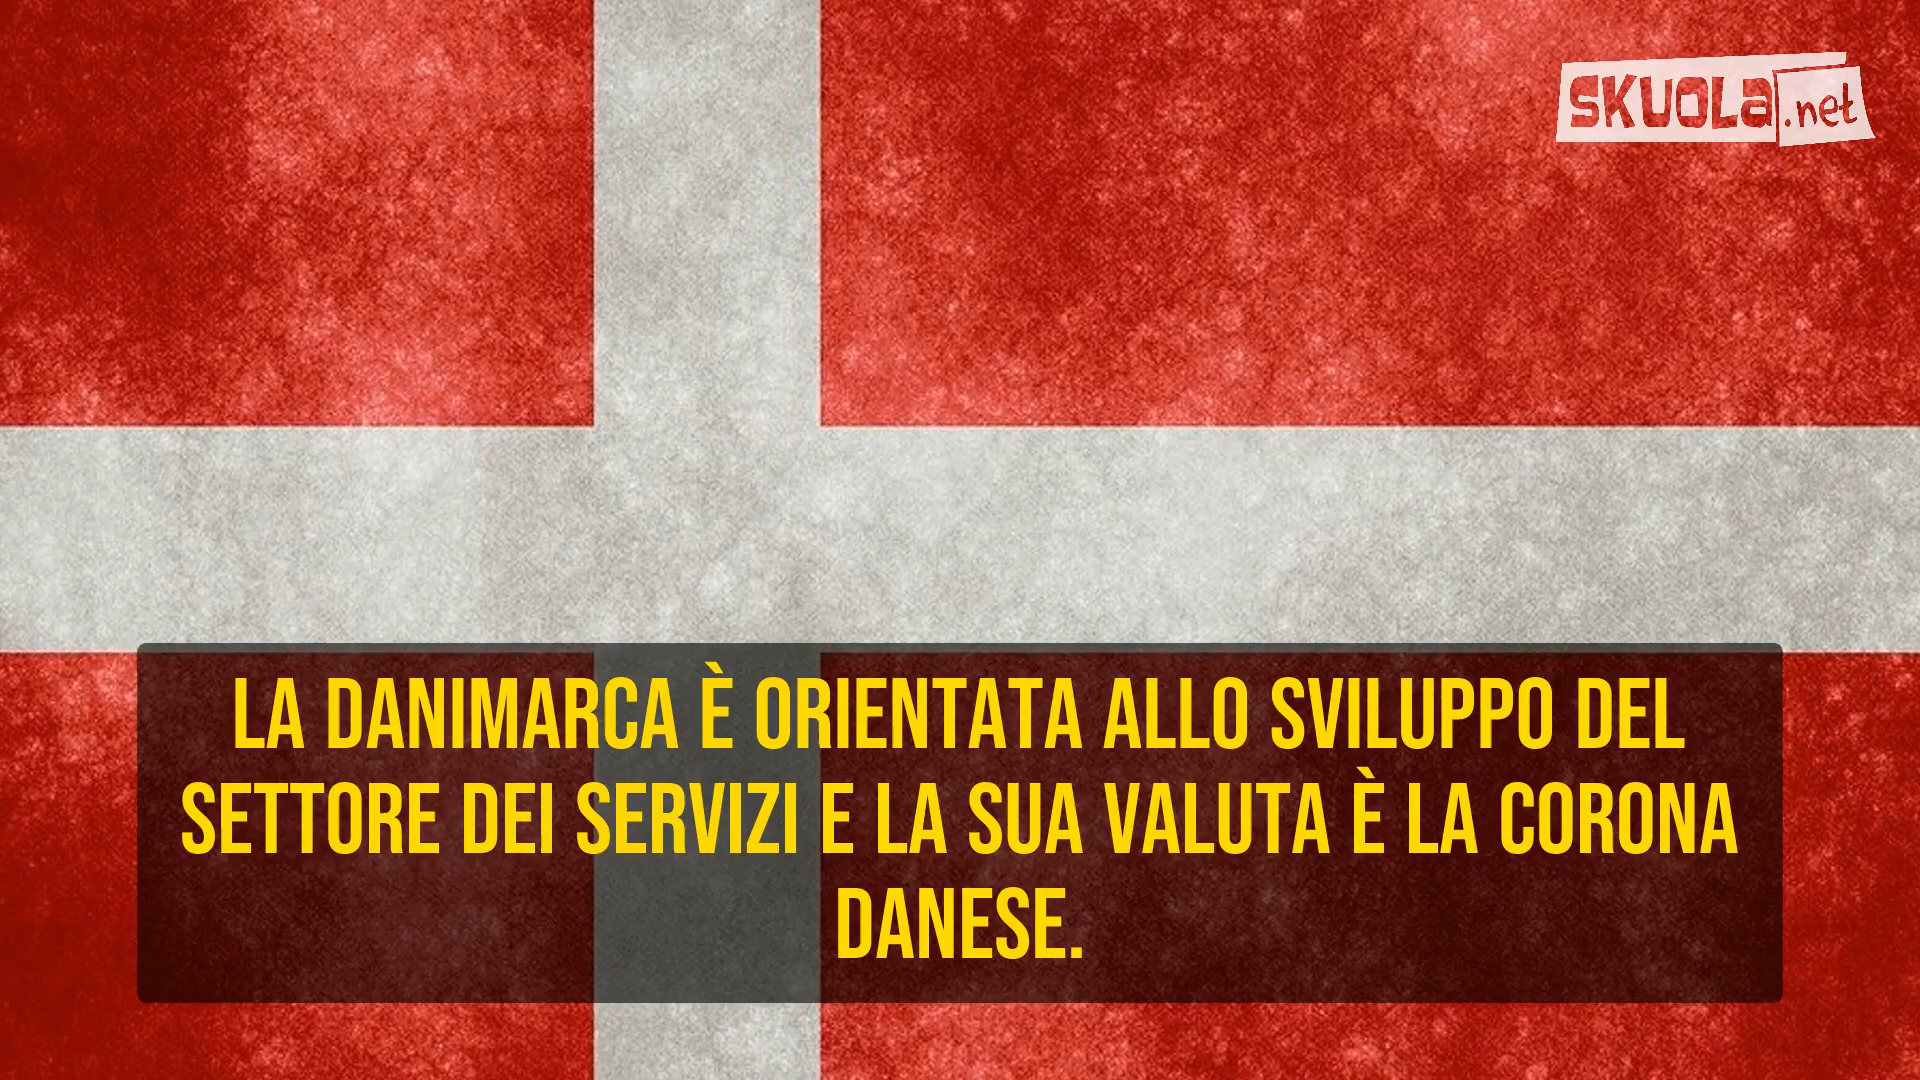 SKUOLa.net
LA DANIMARCA È ORIENTATA ALLO SVILUPPO DEL
SETTORE DEI SERVIZI E LA SUA VALUTA È LA CORONA
DANESE.